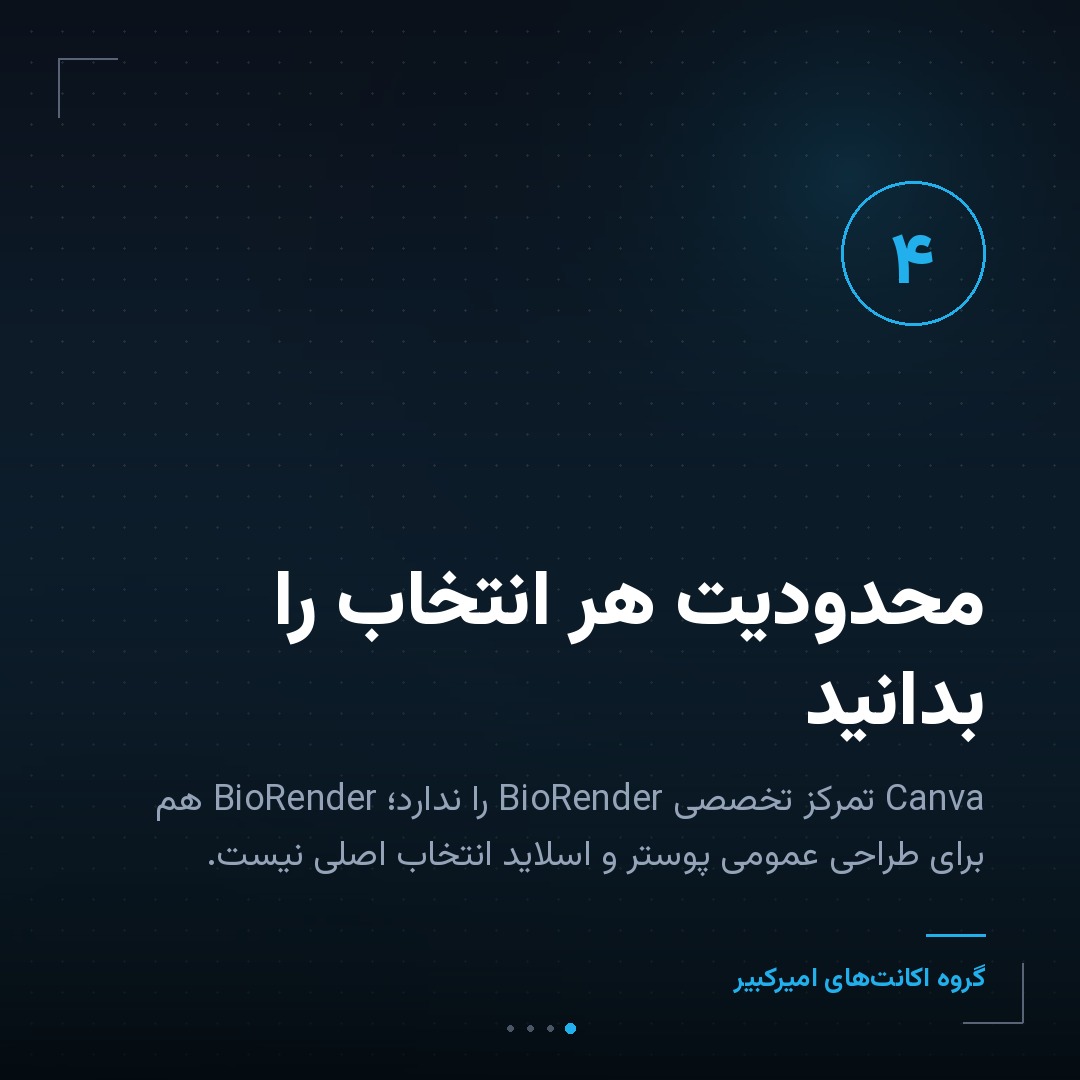 ۴
محدودیت هر انتخاب را
بدانید
Canva تمرکز تخصصی BioRender را ندارد؛ BioRender هم
برای طراحی عمومی پوستر و اسلاید انتخاب اصلی نیست.
گروه اکانت‌های امیرکبیر